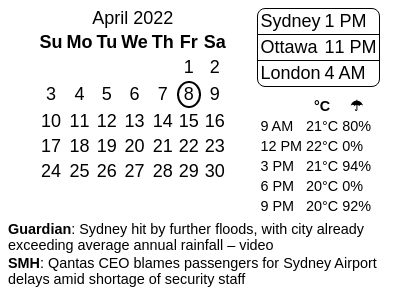 April 2022
Su Mo Tu We Th Fr Sa
1 2
3 4 5 6 7 8 9
10 11 12 13 14 15 16
17 18 19 20 21 22 23
24 25 26 27 28 29 30
Sydney 1 PM
Ottawa 11 PM
London 4 AM
°C ☂
9 AM 21°C 80%
12 PM 22°C 0%
3 PM 21°C 94%
6 PM 20°C 0%
9 PM 20°C 92%
Guardian: Sydney hit by further floods, with city already
exceeding average annual rainfall – video
SMH: Qantas CEO blames passengers for Sydney Airport
delays amid shortage of security staff